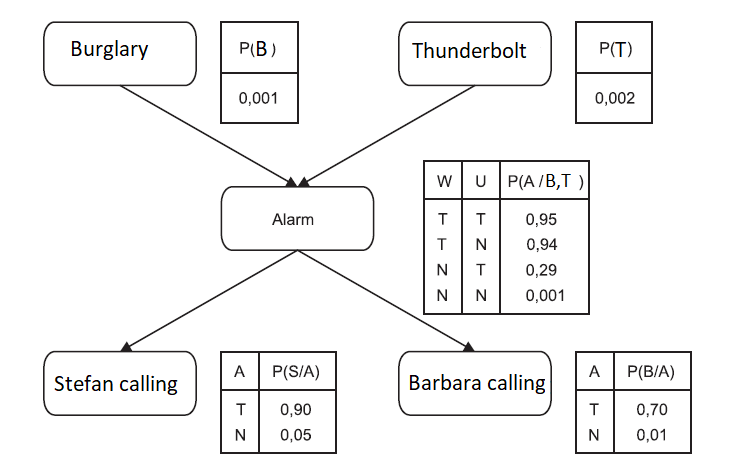 Burglary
P(B)
0,001
Thunderbolt
P(T)
0,002
Alarm
W U P(A/B,T )
T T 0,95
T N 0,94
N T 0,29
N N 0,001
Stefan calling
A P(S/A)
T 0,90
N 0,05
Barbara calling
A P(B/A)
T 0,70
N 0,01